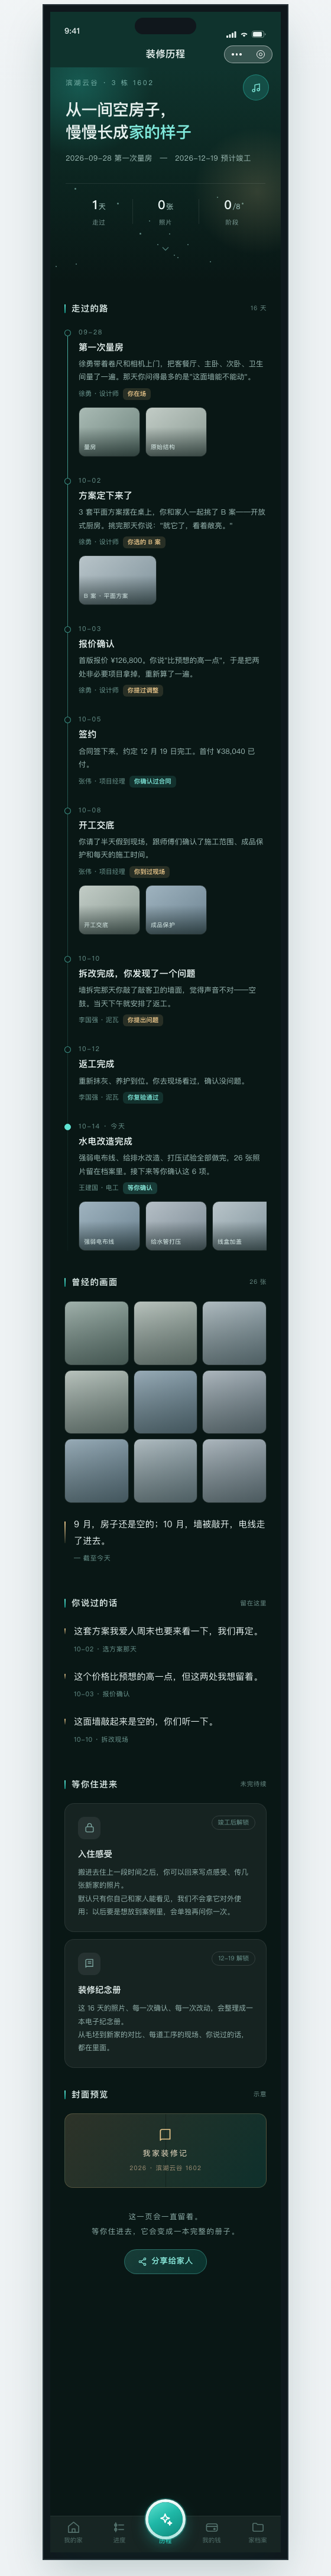 9:41
装修历程
滨湖云谷 · 3 栋 1602
从一间空房子，
慢慢长成家的样子
2026-09-28 第一次量房 — 2026-12-19 预计竣工
1天
0张
0/8
走过
照片
阶段
走过的路
16 天
09-28
第一次量房
徐勇带着卷尺和相机上门，把客餐厅、主卧、次卧、卫生
间量了一遍。那天你问得最多的"这面墙能不能动"。
徐勇 · 设计师
你在场
量房
原始结构
10-02
方案定下来了
3 套平面方案摆在桌上，你和家人一起挑了 B 案——开放
式厨房。挑完那天你说："就它了，看着敞亮。"
徐勇 · 设计师
你选的 B 案
B 案 · 平面方案
10-03
报价确认
首版报价 ¥126,800。你说"比预想的高一点"，于是把两
处非必要项目拿掉，重新算了一遍。
徐勇 · 设计师
你提过调整
10-05
签约
合同签下来，约定 12 月 19 日完工。首付 ¥38,040 已
付。
张伟 · 项目经理
你确认过合同
10-08
开工交底
你请了半天假到现场，跟师傅们确认了施工范围、成品保
护和每天的施工时间。
张伟 · 项目经理
你到过现场
开工交底
成品保护
10-10
拆改完成，你发现了一个问题
墙拆完那天你敲了敲客卫的墙面，觉得声音不对——空
鼓。当天下午就安排了返工。
李国强 · 泥瓦
你提出问题
10-12
返工完成
重新抹灰、养护到位。你去现场看过，确认没问题。
李国强 · 泥瓦
你复验通过
10-14 · 今天
水电改造完成
强弱电布线、给排水改造、打压试验全部做完，26 张照
片留在档案里。接下来等你确认这 6 项。
王建国 · 电工
等你确认
强弱电布线
给水管打压
线盒加盖
曾经的画面
26 张
9 月，房子还是空的；10 月，墙被敲开，电线走
了进去。
— 截至今天
你说过的话
留在这里
这套方案我爱人周末也要来看一下，我们再定。
10-02 · 选方案那天
这个价格比预想的高一点，但这两处我想留着。
10-03 · 报价确认
这面墙敲起来是空的，你们听一下。
10-10 · 拆改现场
等你住进来
未完待续
竣工后解锁
入住感受
搬进去住上一段时间之后，你可以回来写点感受、传几
张新家的照片。
默认只有你自己和家人能看见，我们不会拿它对外使
用；以后要是想放到案例里，会单独再问你一次。
12-19 解锁
装修纪念册
这 16 天的照片、每一次确认、每一次改动，会整理成一
本电子纪念册。
从毛坯到新家的对比、每道工序的现场、你说过的话，
都在里面。
封面预览
示意
我家装修记
2026 · 滨湖云谷 1602
这一页会一直留着。
等你住进去，它会变成一本完整的册子。
分享给家人
我的家
进度
历程
我的钱
家档案